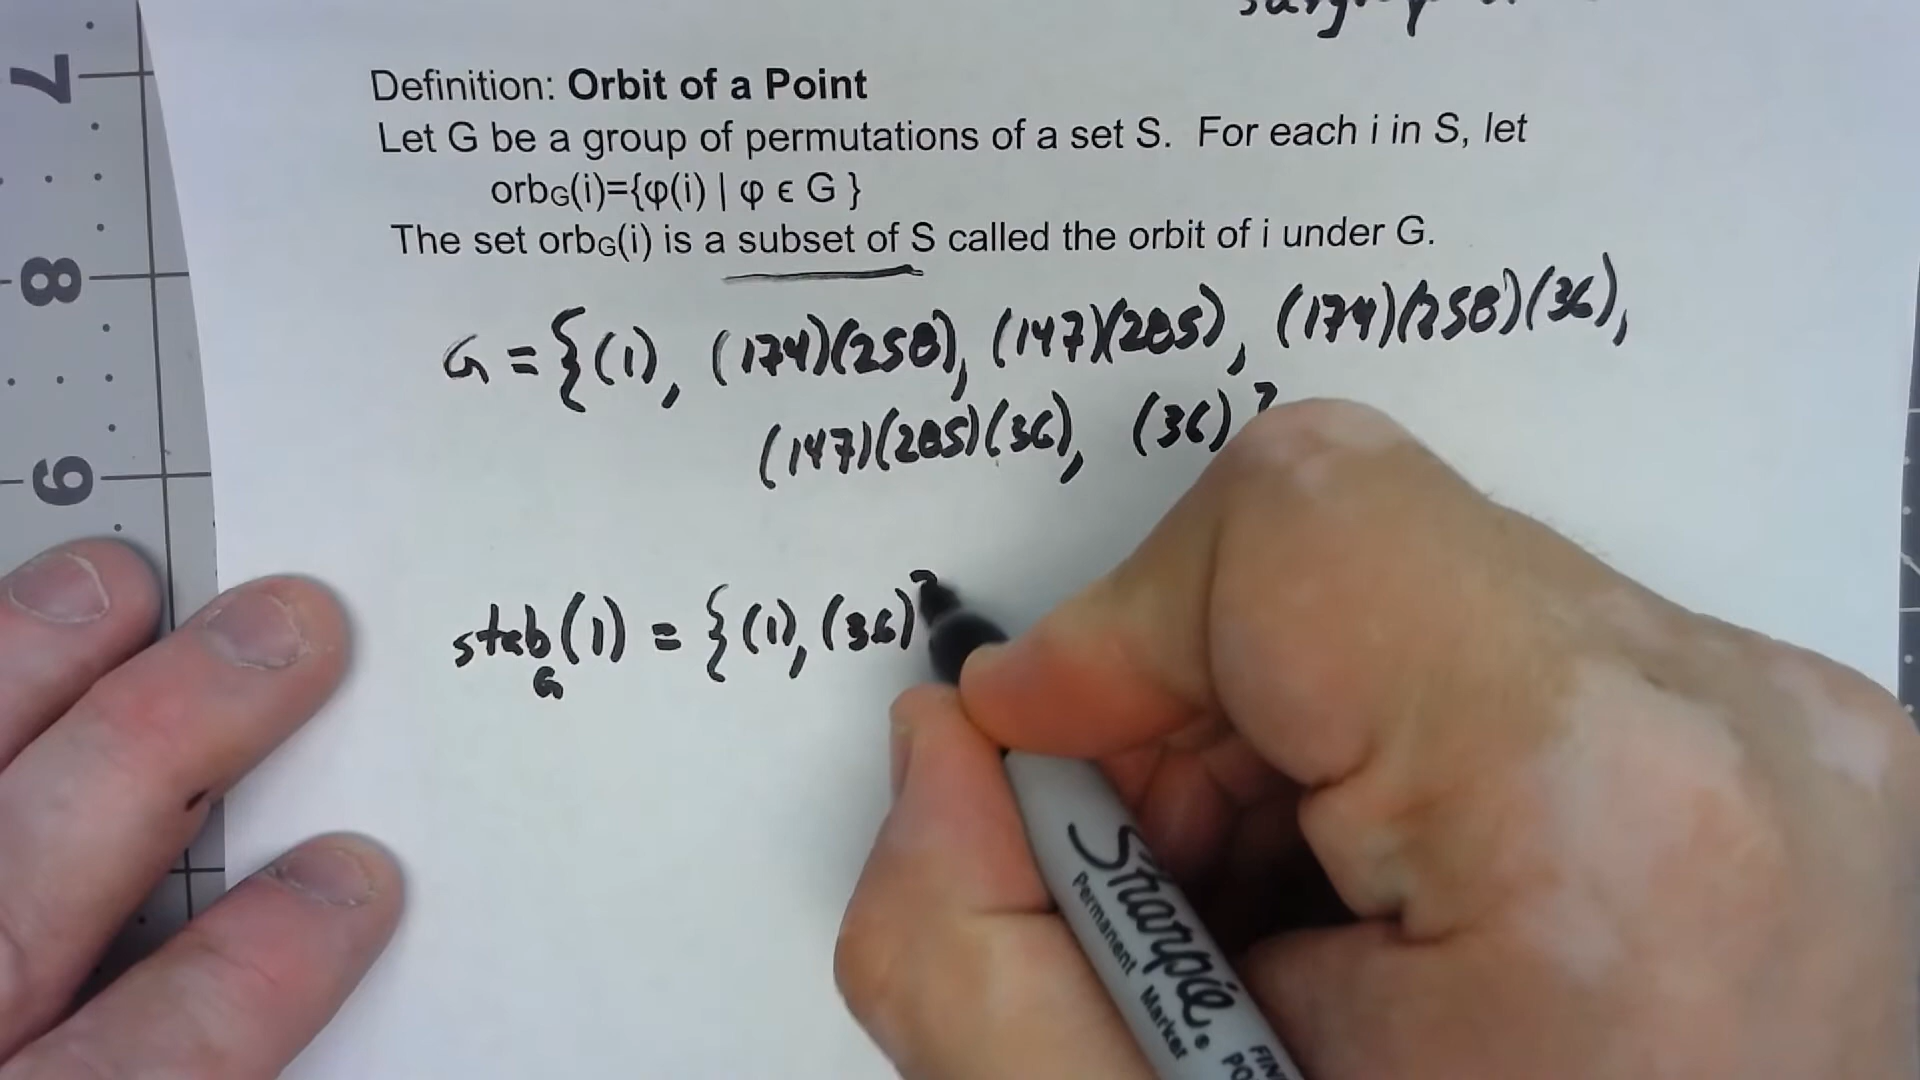 Definition: Orbit of a Point
Let G be a group of permutations of a set S. For each i in S, let
orbG(i)={φ(i) | φ ϵ G }
The set orbG(i) is a subset of S called the orbit of i under G.
G = {(1), (174)(258), (147)(285), (174)(258)(36),
(147)(285)(36), (36)
stab_G(1) = {(1), (36)
7
8
9
Sharpie.
Permanent Marker